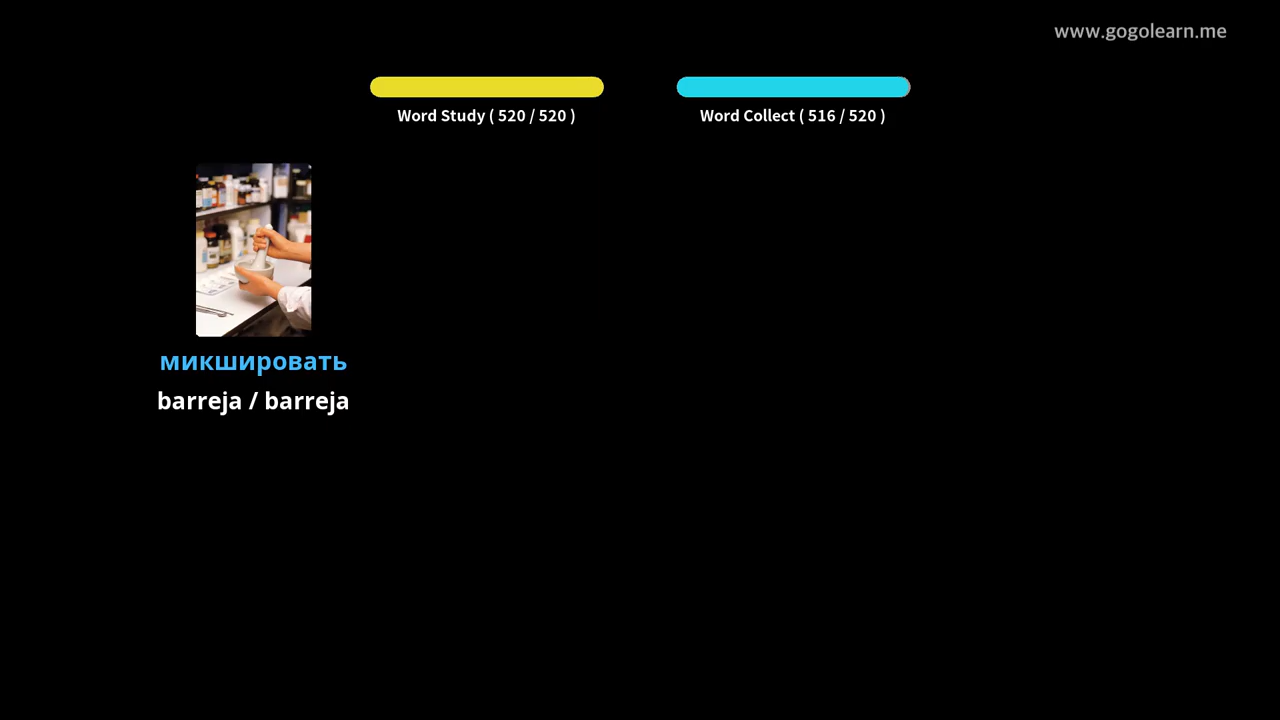 www.gogolearn.me
Word Study ( 520 / 520 )
Word Collect ( 516 / 520 )
микшировать
barreja / barreja